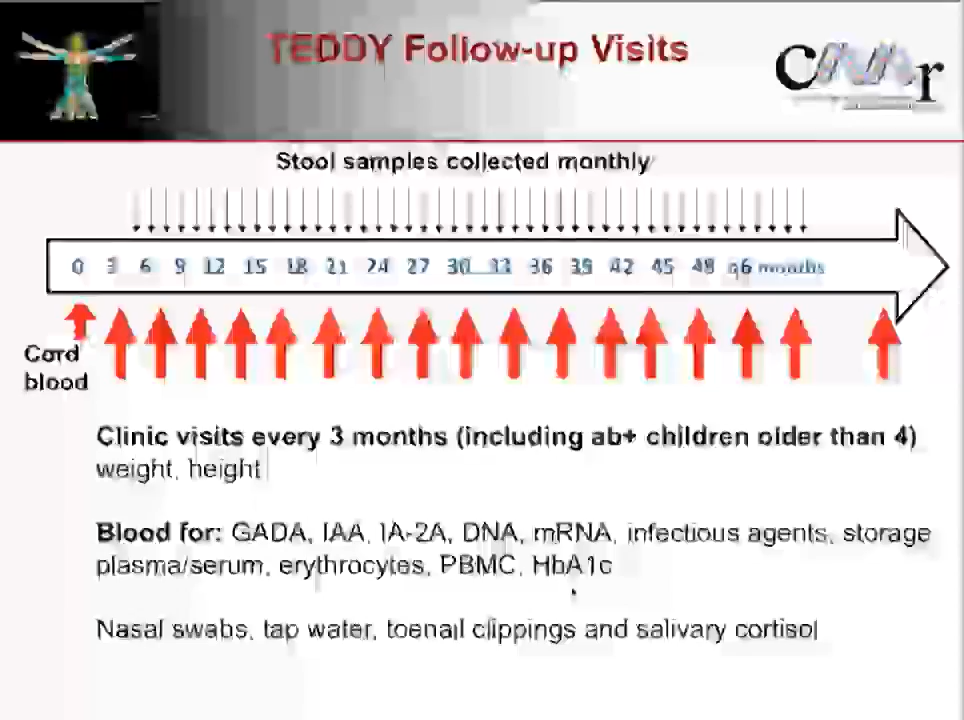 TEDDY Follow-up Visits
Stool samples collected monthly
0 3 6 9 12 15 18 21 24 27 30 33 36 39 42 45 48 months
Cord
blood
Clinic visits every 3 months (including ab+ children older than 4)
weight, height
Blood for: GADA, IAA, IA-2A, DNA, mRNA, infectious agents, storage
plasma/serum, erythrocytes, PBMC, HbA1c
Nasal swabs, tap water, toenail clippings and salivary cortisol